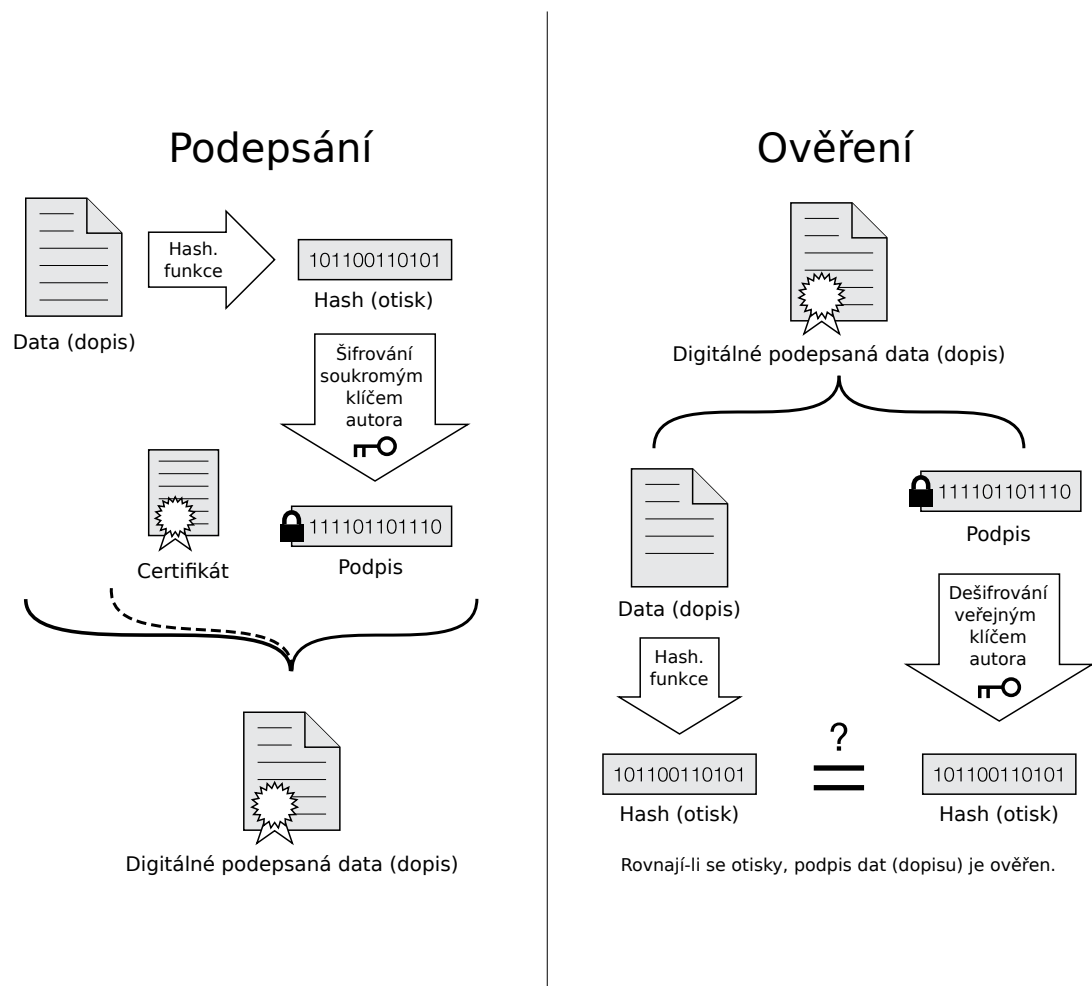 Podepsání
Hash.
funkce
101100110101
Hash (otisk)
Data (dopis)
Šifrování
soukromým
klíčem
autora
111101101110
Certifikát
Podpis
Digitálné podepsaná data (dopis)
Ověření
Digitálné podepsaná data (dopis)
111101101110
Podpis
Data (dopis)
Dešifrování
veřejným
klíčem
autora
Hash.
funkce
?
101100110101
101100110101
Hash (otisk)
Hash (otisk)
Rovnají-li se otisky, podpis dat (dopisu) je ověřen.